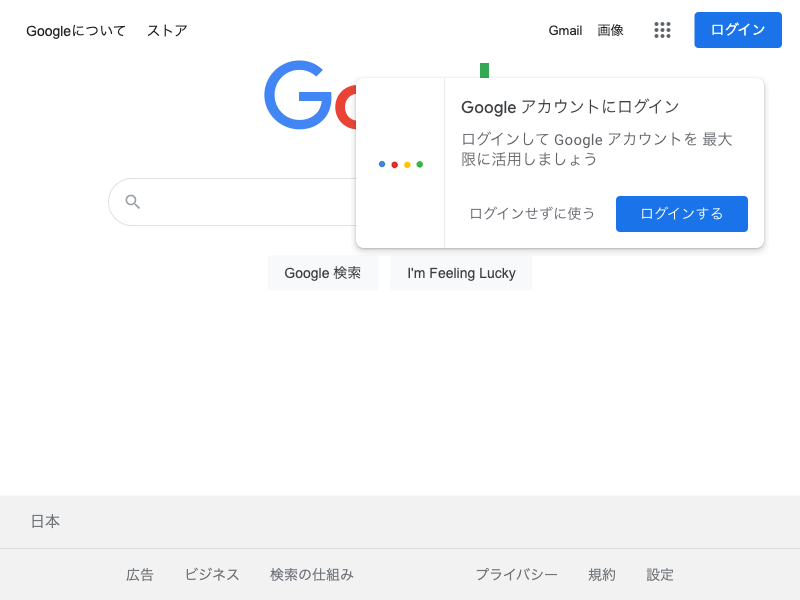 Googleについて ストア Gmail 画像 ログイン
Google アカウントにログイン
ログインして Google アカウントを 最大
限に活用しましょう
ログインせずに使う ログインする
Google 検索 I'm Feeling Lucky
日本
広告 ビジネス 検索の仕組み プライバシー 規約 設定